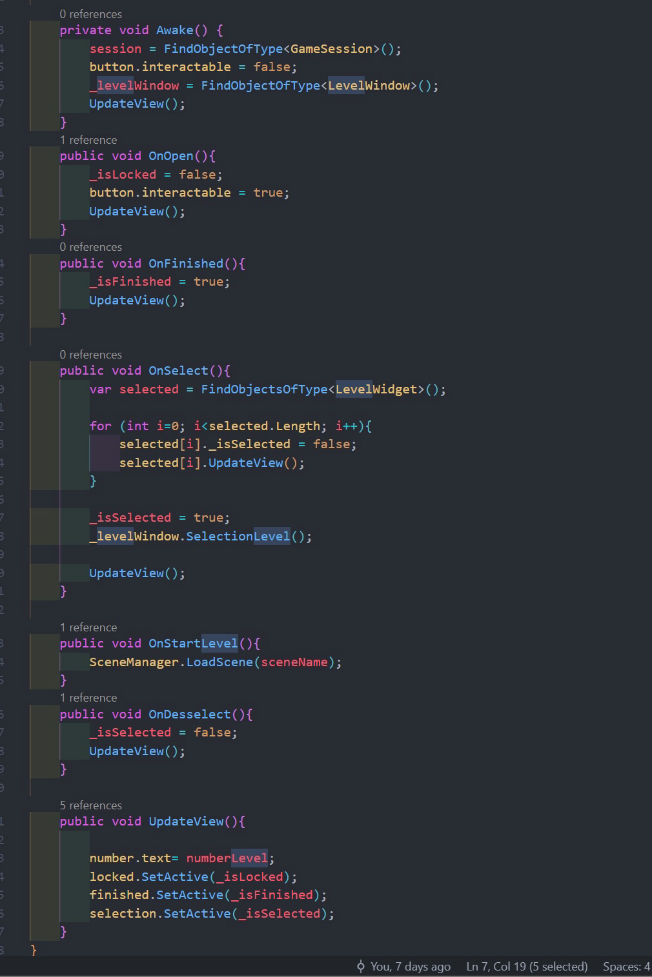 0 references
private void Awake() {
session = FindObjectOfType<GameSession>();
button.interactable = false;
_levelWindow = FindObjectOfType<LevelWindow>();
UpdateView();
}
1 reference
public void OnOpen(){
_isLocked = false;
button.interactable = true;
UpdateView();
}
0 references
public void OnFinished(){
_isFinished = true;
UpdateView();
}
0 references
public void OnSelect(){
var selected = FindObjectsOfType<LevelWidget>();
for (int i=0; i<selected.Length; i++){
selected[i]._isSelected = false;
selected[i].UpdateView();
}
_isSelected = true;
_levelWindow.SelectionLevel();
UpdateView();
}
1 reference
public void OnStartLevel(){
SceneManager.LoadScene(sceneName);
}
1 reference
public void OnDesselect(){
_isSelected = false;
UpdateView();
}
5 references
public void UpdateView(){
number.text= numberLevel;
locked.SetActive(_isLocked);
finished.SetActive(_isFinished);
selection.SetActive(_isSelected);
}
}
You, 7 days ago Ln 7, Col 19 (5 selected) Spaces: 4